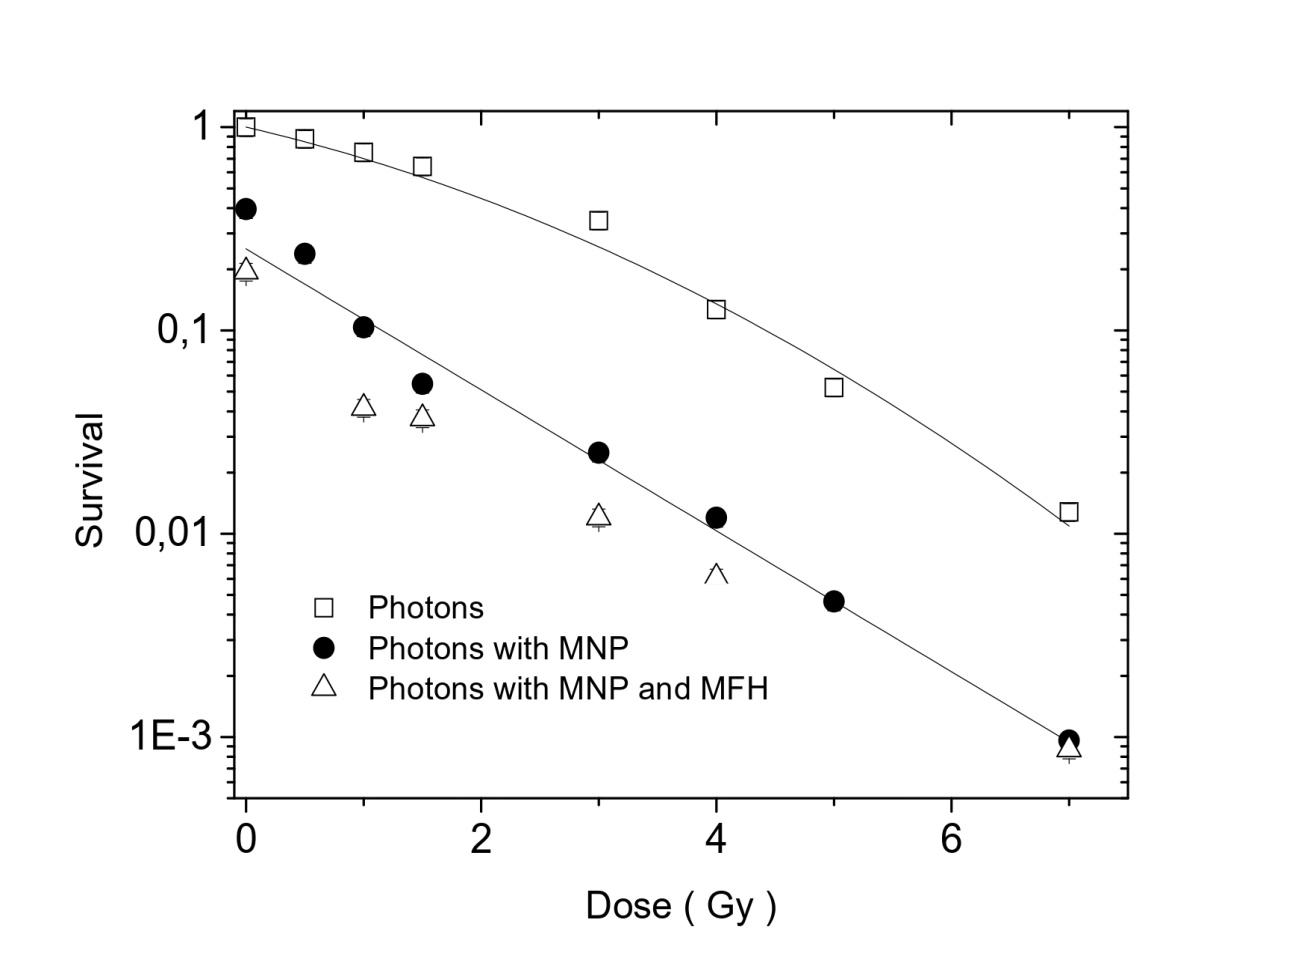 1
0,1
0,01
1E-3
Survival
Photons
Photons with MNP
Photons with MNP and MFH
0 2 4 6
Dose ( Gy )